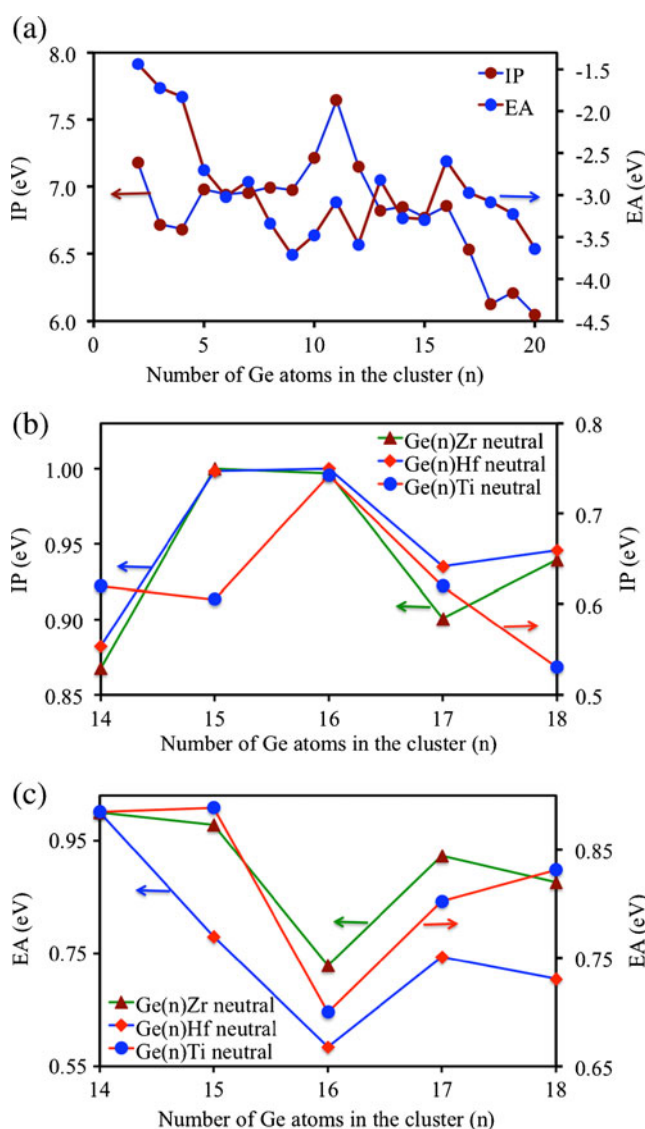 (a)
8.0
7.5
7.0
6.5
6.0
IP (eV)
IP
EA
-1.5
-2.0
-2.5
-3.0
-3.5
-4.0
-4.5
EA (eV)
0 5 10 15 20
Number of Ge atoms in the cluster (n)
(b)
1.00
0.95
0.90
0.85
IP (eV)
Ge(n)Zr neutral
Ge(n)Hf neutral
Ge(n)Ti neutral
0.8
0.7
0.6
0.5
IP (eV)
14 15 16 17 18
Number of Ge atoms in the cluster (n)
(c)
0.95
0.75
0.55
EA (eV)
Ge(n)Zr neutral
Ge(n)Hf neutral
Ge(n)Ti neutral
0.85
0.75
0.65
EA (eV)
14 15 16 17 18
Number of Ge atoms in the cluster (n)